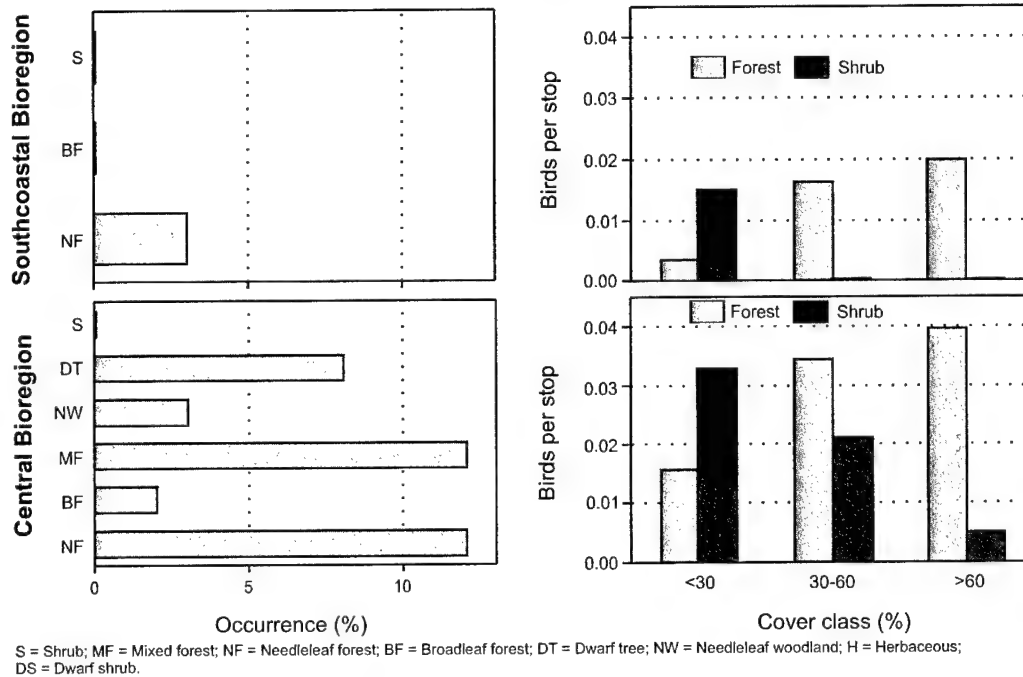 Southcoastal Bioregion
S
BF
NF
Central Bioregion
S
DT
NW
MF
BF
NF
0
5
10
Occurrence (%)
Birds per stop
0.04
0.03
0.02
0.01
0.00
Forest
Shrub
Birds per stop
0.04
0.03
0.02
0.01
0.00
Forest
Shrub
<30
30-60
>60
Cover class (%)
S = Shrub; MF = Mixed forest; NF = Needleleaf forest; BF = Broadleaf forest; DT = Dwarf tree; NW = Needleleaf woodland; H = Herbaceous;
DS = Dwarf shrub.